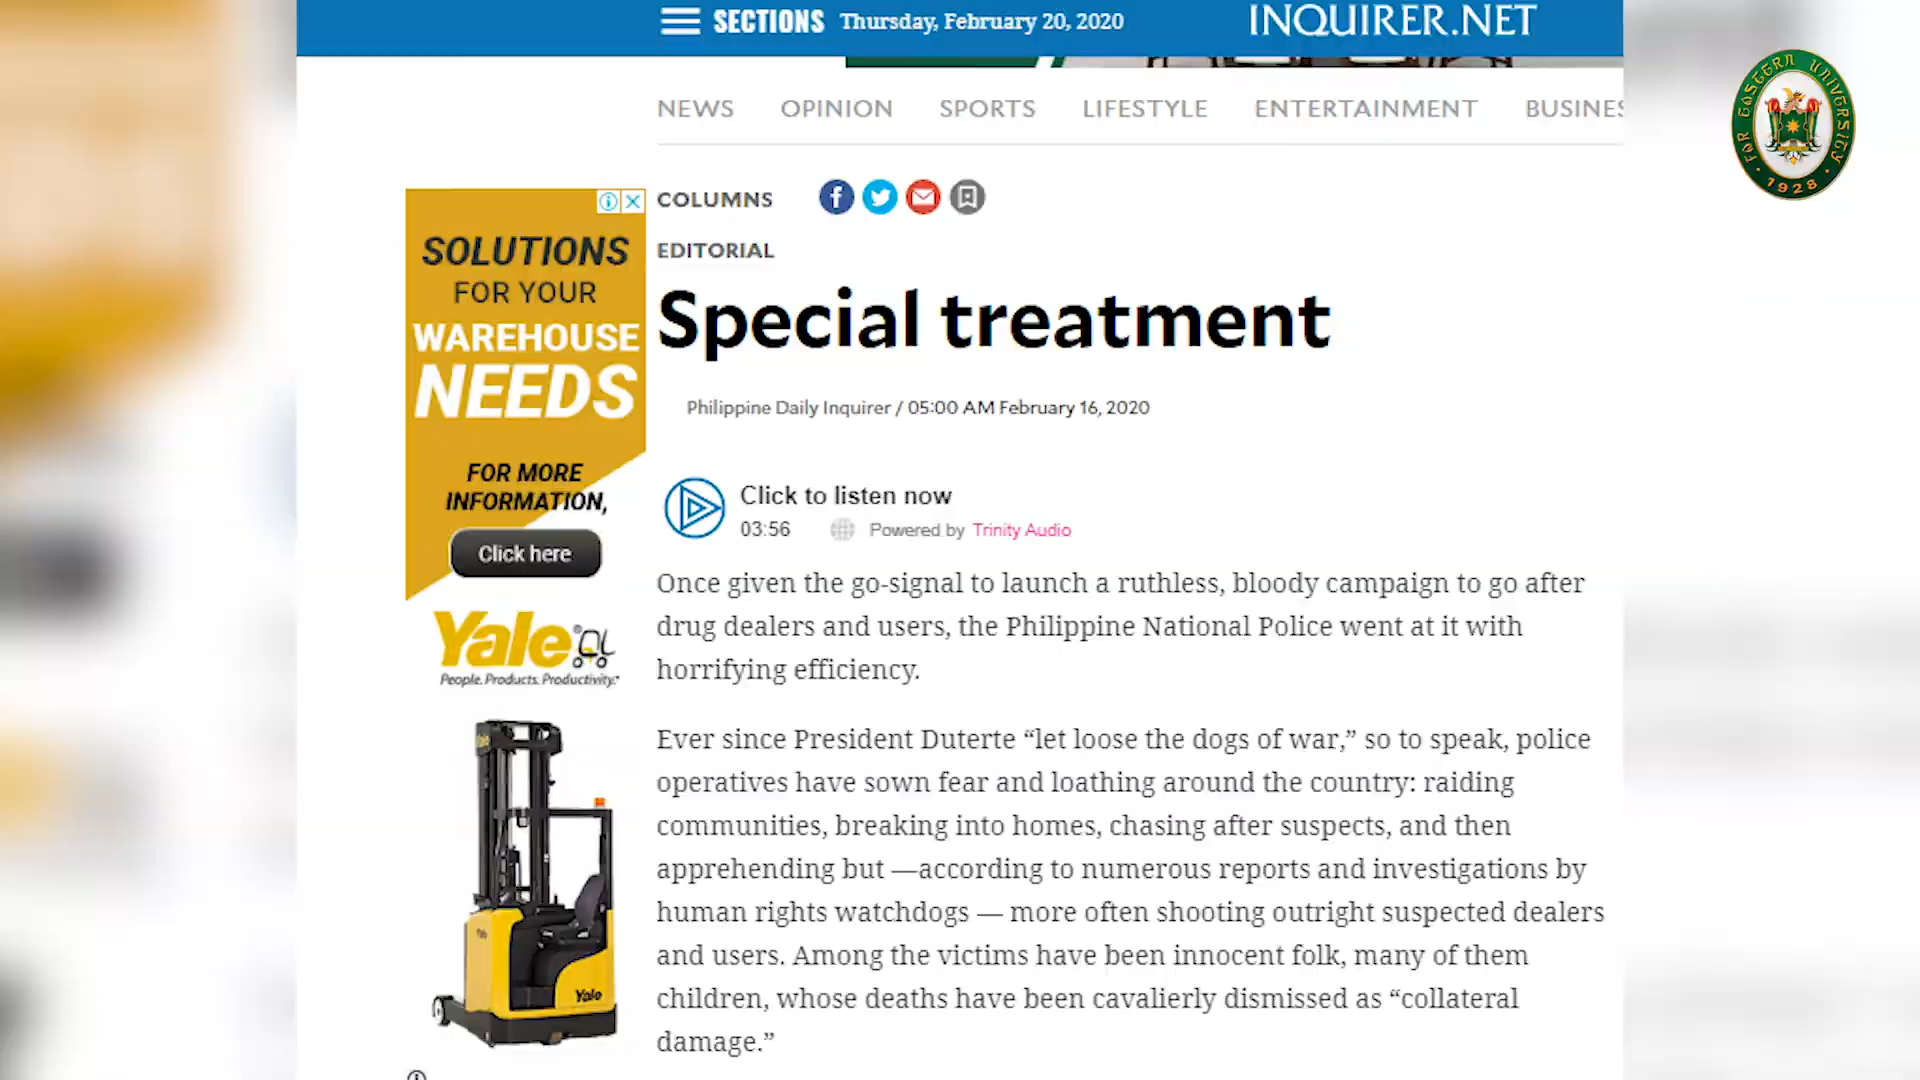 SECTIONS Thursday, February 20, 2020 INQUIRER.NET
NEWS OPINION SPORTS LIFESTYLE ENTERTAINMENT BUSINES
FAR EASTERN UNIVERSITY
1928
COLUMNS
EDITORIAL
Special treatment
Philippine Daily Inquirer / 05:00 AM February 16, 2020
Click to listen now
03:56 Powered by Trinity Audio
Once given the go-signal to launch a ruthless, bloody campaign to go after
drug dealers and users, the Philippine National Police went at it with
horrifying efficiency.
Ever since President Duterte “let loose the dogs of war,” so to speak, police
operatives have sown fear and loathing around the country: raiding
communities, breaking into homes, chasing after suspects, and then
apprehending but —according to numerous reports and investigations by
human rights watchdogs — more often shooting outright suspected dealers
and users. Among the victims have been innocent folk, many of them
children, whose deaths have been cavalierly dismissed as “collateral
damage.”
SOLUTIONS
FOR YOUR
WAREHOUSE
NEEDS
FOR MORE
INFORMATION,
Click here
Yale
People. Products. Productivity.
Yale
Yale
Yale